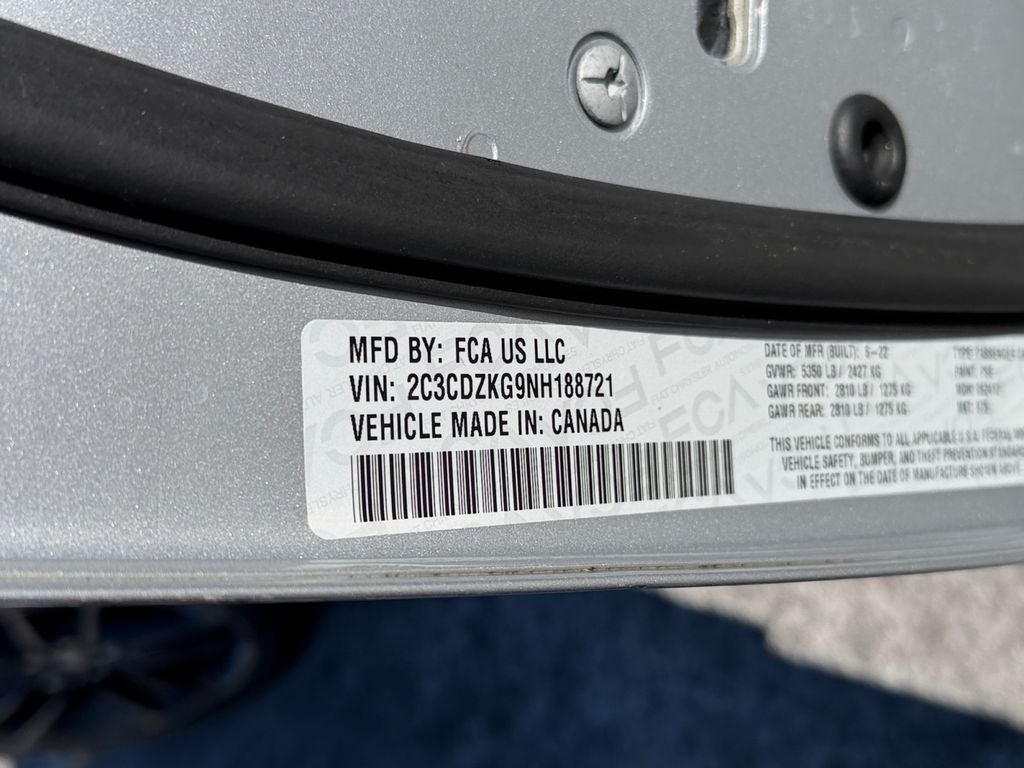 MFD BY: FCA US LLC
VIN: 2C3CDZKG9NH188721
VEHICLE MADE IN: CANADA
DATE OF MFR (BUILT): 6-22
GVWR: 5350 LB / 2427 KG
GAWR FRONT: 2810 LB / 1275 KG
GAWR REAR: 2810 LB / 1275 KG
TYPE: PASSENGER
PAINT:
THIS VEHICLE CONFORMS TO ALL APPLICABLE U.S.A. FEDERAL
VEHICLE SAFETY, BUMPER, AND THEFT PREVENTION STANDARDS
IN EFFECT ON THE DATE OF MANUFACTURE SHOWN ABOVE